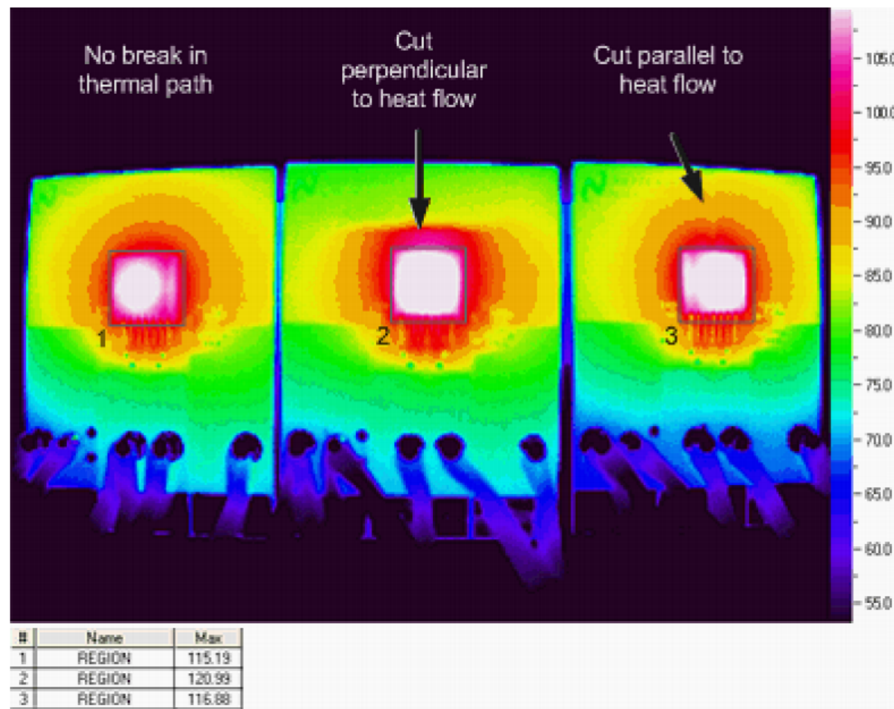 No break in
thermal path
Cut
perpendicular
to heat flow
Cut parallel to
heat flow
105.0
100.0
95.0
90.0
85.0
80.0
75.0
70.0
65.0
60.0
55.0
1
2
3
# Name Max
1 REGION 115.19
2 REGION 120.99
3 REGION 116.88